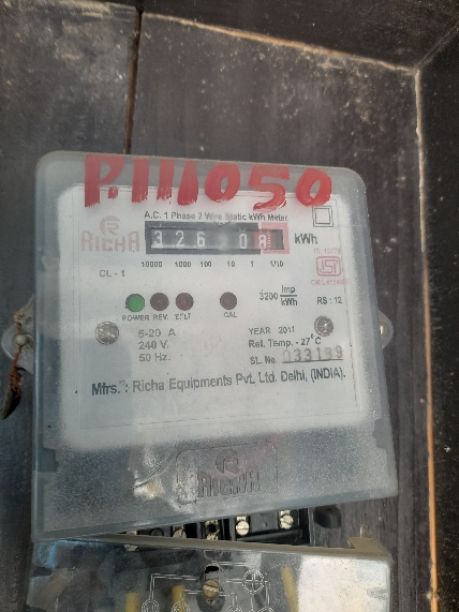 P.111050
A.C. 1 Phase 2 Wire Static kWh Meter
RICHA
kWh
CL - 1
10000 1000 100 10 1 1/10
3200 Imp/kWh
RS : 12
POWER REV. E/LT CAL
5-20 A
240 V.
50 Hz.
YEAR 2011
Ref. Temp. - 27°C
SL No. 033189
Mfrs. : Richa Equipments Pvt. Ltd. Delhi, (INDIA).
RICHA